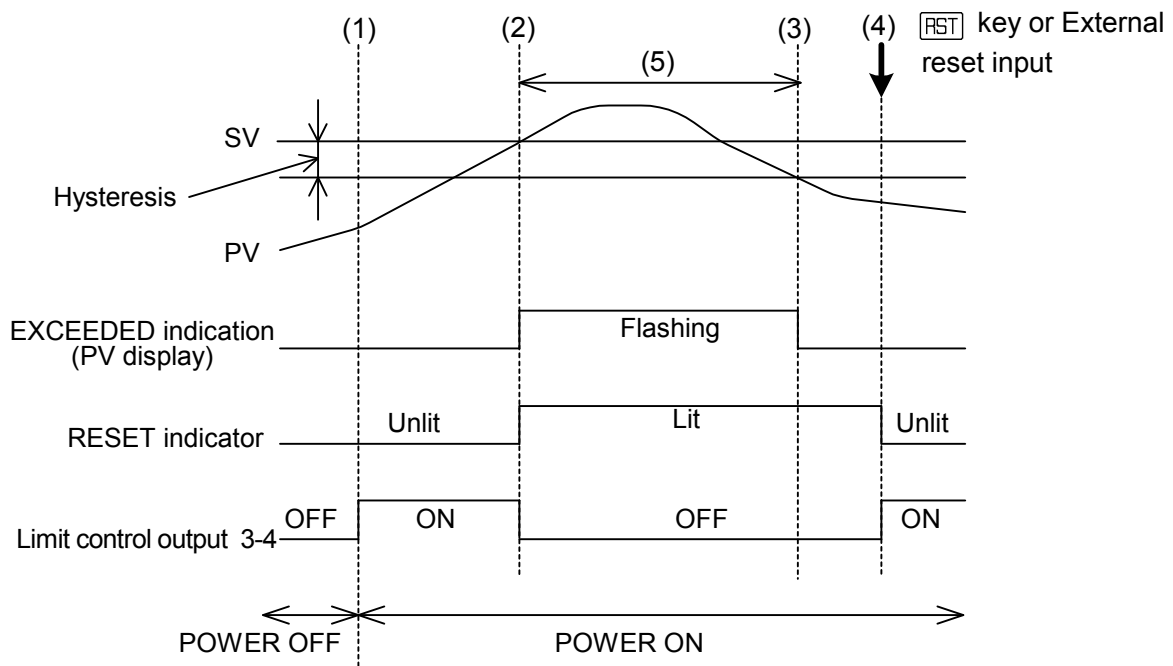 (1)
(2)
(3)
(4)
RST key or External
reset input
(5)
SV
Hysteresis
PV
EXCEEDED indication
(PV display)
Flashing
RESET indicator
Unlit
Lit
Unlit
Limit control output 3-4
OFF
ON
OFF
ON
POWER OFF
POWER ON